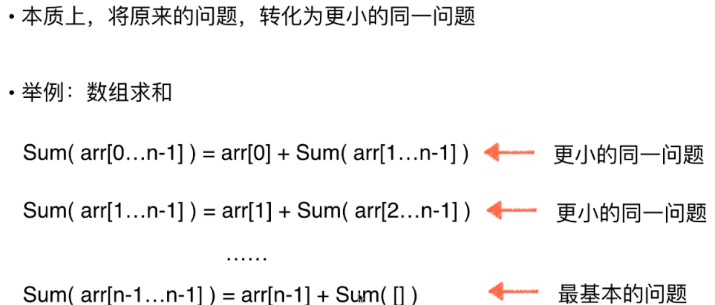 • 本质上，将原来的问题，转化为更小的同一问题
• 举例：数组求和
Sum( arr[0…n-1] ) = arr[0] + Sum( arr[1…n-1] ) 更小的同一问题
Sum( arr[1…n-1] ) = arr[1] + Sum( arr[2…n-1] ) 更小的同一问题
……
Sum( arr[n-1…n-1] ) = arr[n-1] + Sum( [] ) 最基本的问题